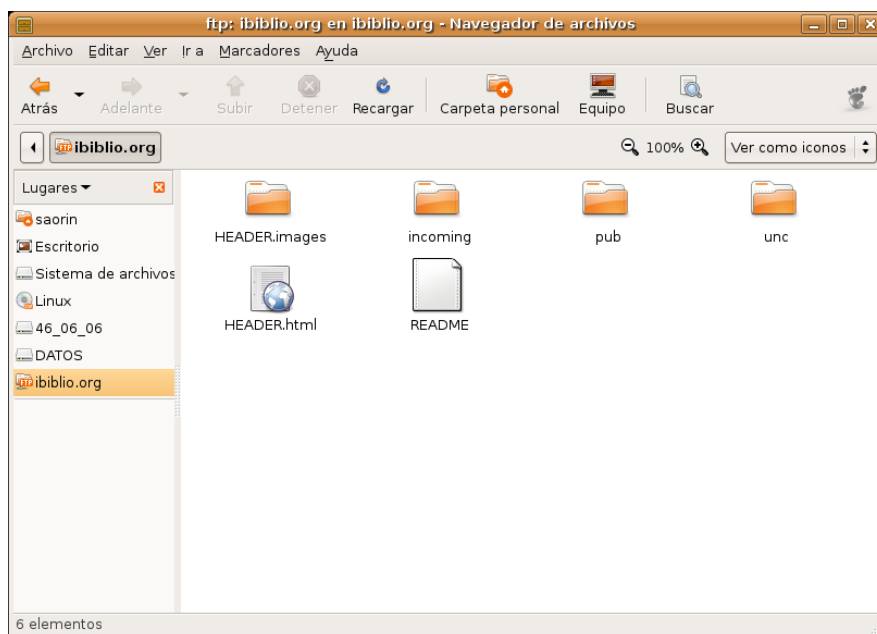 ftp: ibiblio.org en ibiblio.org - Navegador de archivos
Archivo Editar Ver Ir a Marcadores Ayuda
Atrás Adelante Subir Detener Recargar Carpeta personal Equipo Buscar
ibiblio.org 100% Ver como iconos
Lugares
saorin
Escritorio
Sistema de archivos
Linux
46_06_06
DATOS
ibiblio.org
HEADER.images incoming pub unc
HEADER.html README
6 elementos